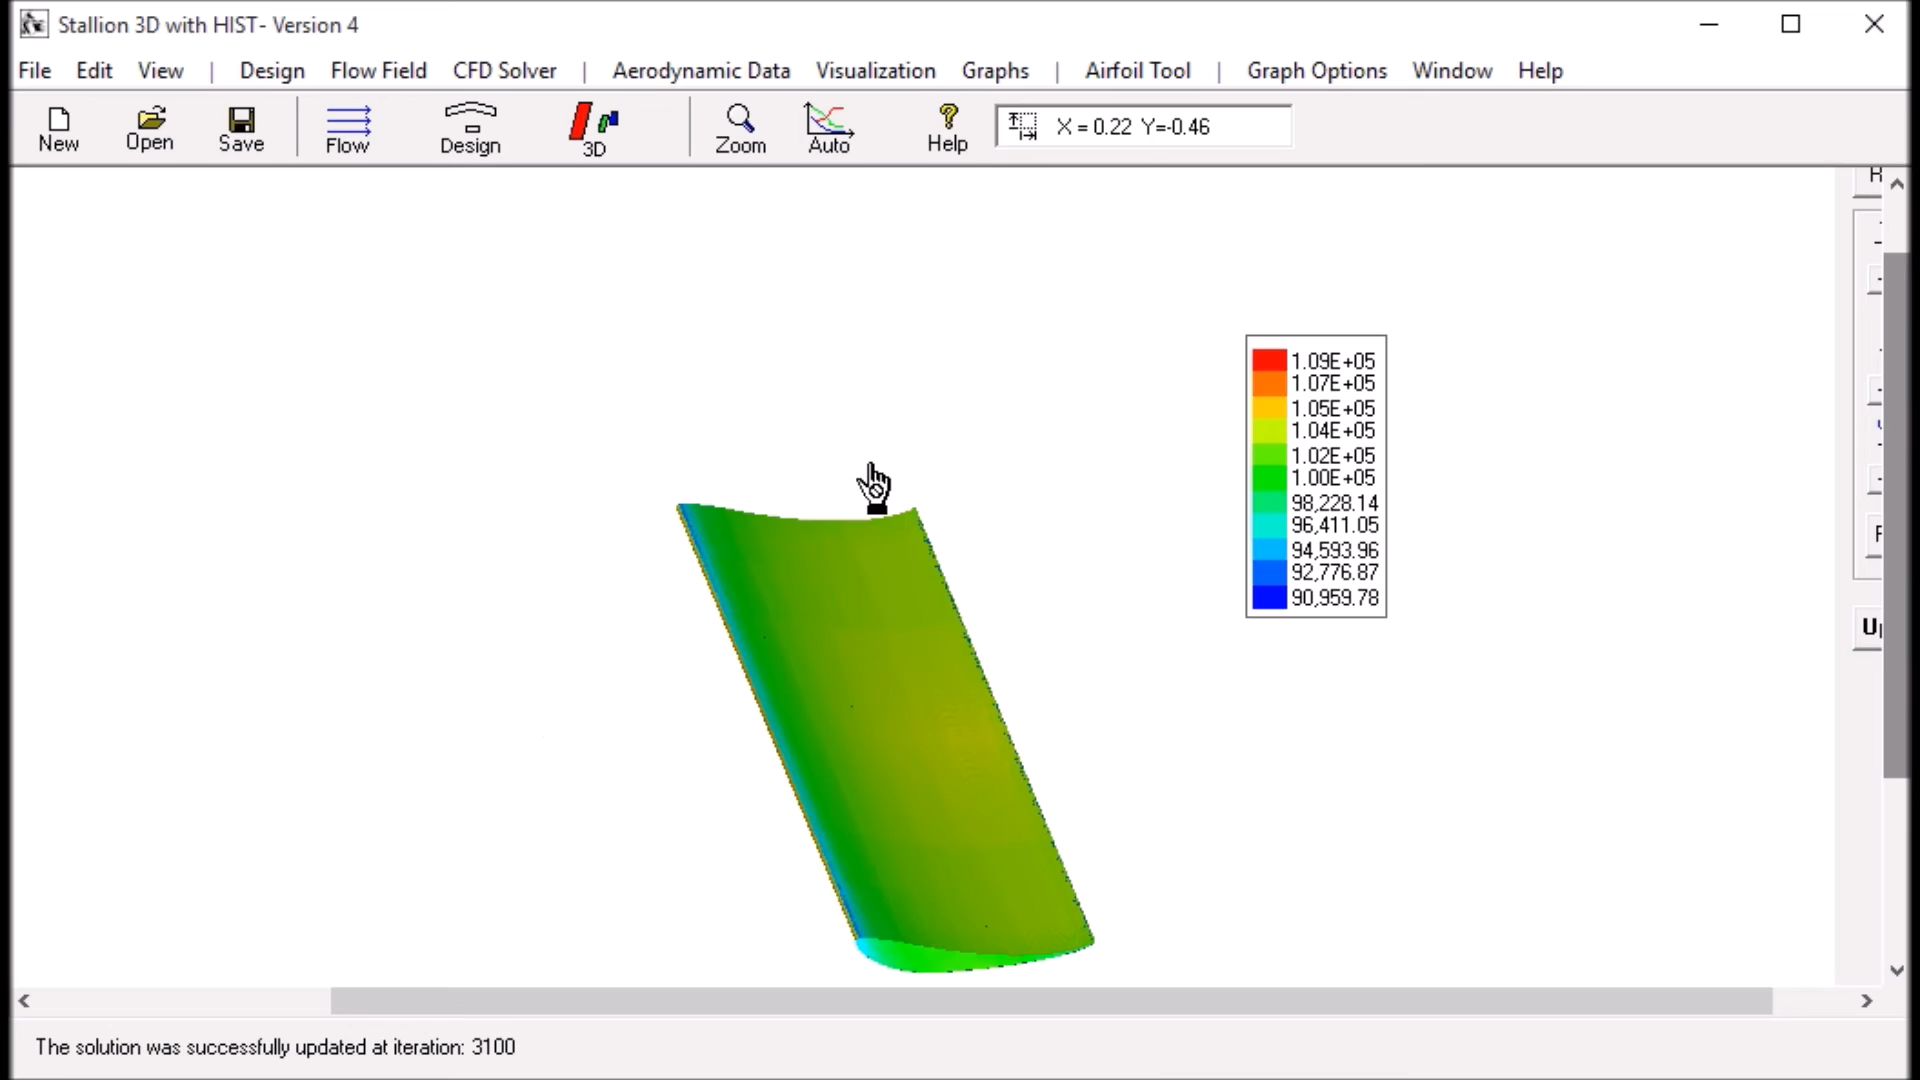 Stallion 3D with HIST- Version 4
File Edit View | Design Flow Field CFD Solver | Aerodynamic Data Visualization Graphs | Airfoil Tool | Graph Options Window Help
New Open Save Flow Design 3D Zoom Auto Help X = 0.22 Y=-0.46
1.09E+05
1.07E+05
1.05E+05
1.04E+05
1.02E+05
1.00E+05
98,228.14
96,411.05
94,593.96
92,776.87
90,959.78
The solution was successfully updated at iteration: 3100